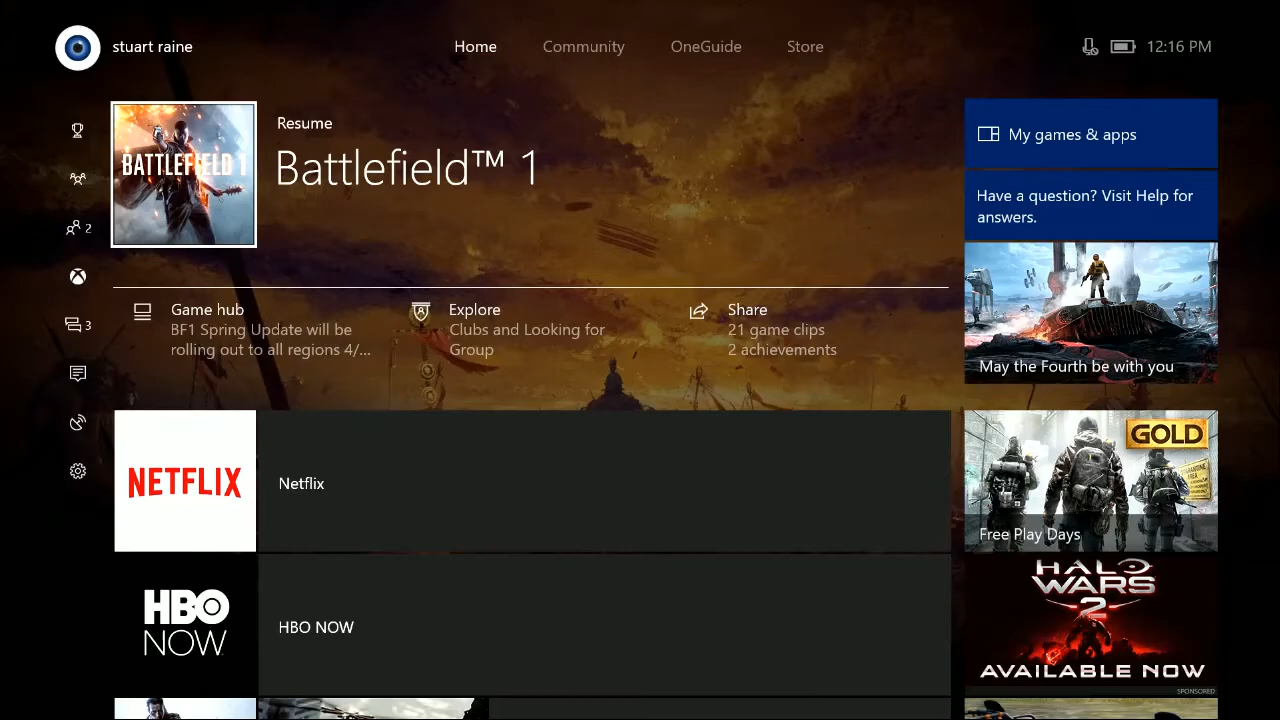 stuart raine
Home
Community
OneGuide
Store
12:16 PM
BATTLEFIELD 1
Resume
Battlefield™ 1
My games & apps
Have a question? Visit Help for
answers.
2
3
Game hub
BF1 Spring Update will be
rolling out to all regions 4/...
Explore
Clubs and Looking for
Group
Share
21 game clips
2 achievements
May the Fourth be with you
NETFLIX
Netflix
GOLD
Free Play Days
HBO
NOW
HBO NOW
HALO
WARS
2
AVAILABLE NOW
SPONSORED